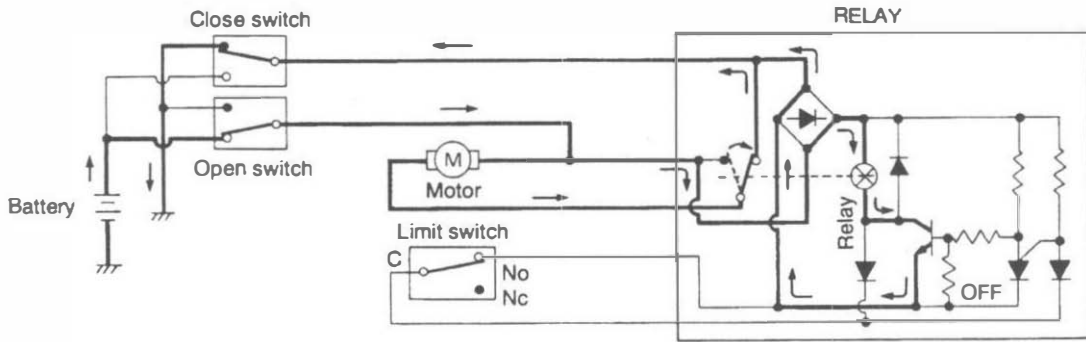 Close switch
RELAY
Open switch
M
Motor
Battery
Relay
Limit switch
C
No
Nc
OFF